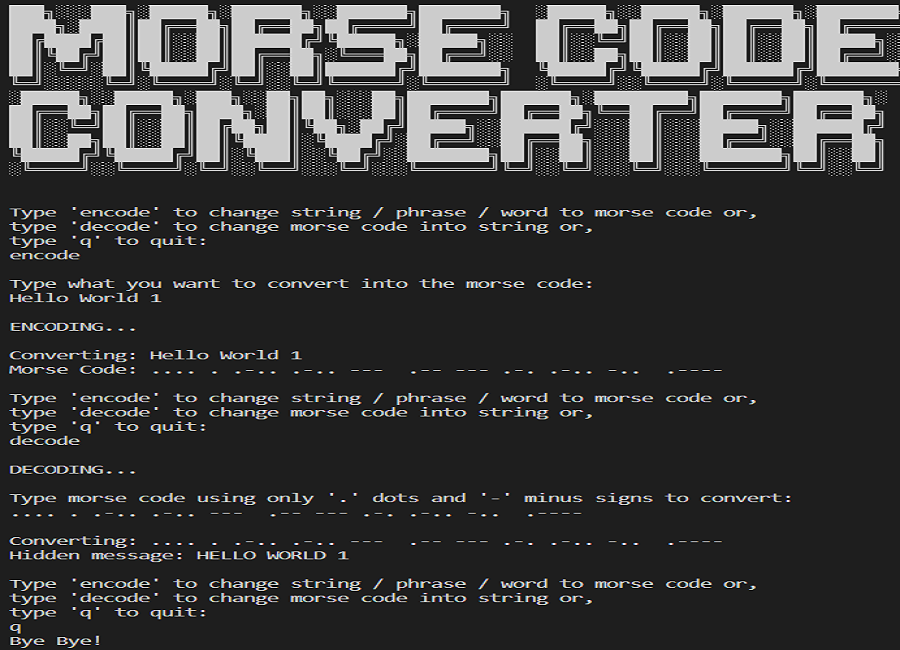 MORSE CODE
CONVERTER
Type 'encode' to change string / phrase / word to morse code or,
type 'decode' to change morse code into string or,
type 'q' to quit:
encode
Type what you want to convert into the morse code:
Hello World 1
ENCODING...
Converting: Hello World 1
Morse Code: .... . .-.. .-.. ---  .-- --- .-. .-.. -..  .----
Type 'encode' to change string / phrase / word to morse code or,
type 'decode' to change morse code into string or,
type 'q' to quit:
decode
DECODING...
Type morse code using only '.' dots and '-' minus signs to convert:
.... . .-.. .-.. ---  .-- --- .-. .-.. -..  .----
Converting: .... . .-.. .-.. ---  .-- --- .-. .-.. -..  .----
Hidden message: HELLO WORLD 1
Type 'encode' to change string / phrase / word to morse code or,
type 'decode' to change morse code into string or,
type 'q' to quit:
q
Bye Bye!